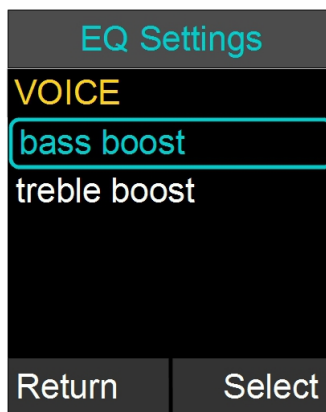 EQ Settings
VOICE
bass boost
treble boost
Return Select